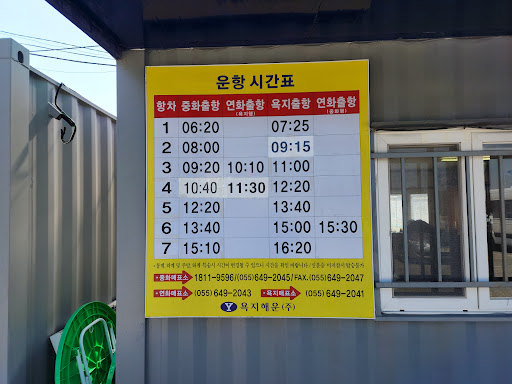 운항 시간표
항차 중화출항 연화출항 욕지출항 연화출항
(욕지행) (중화행)
1 06:20 07:25
2 08:00 09:15
3 09:20 10:10 11:00
4 10:40 11:30 12:20
5 12:20 13:40
6 13:40 15:00 15:30
7 15:10 16:20
•중화매표소 1811-9596/(055)649-2045/FAX.(055)649-2047
•연화매표소 (055) 649-2043 •욕지매표소 (055) 649-2041
Y 욕지해운(주)